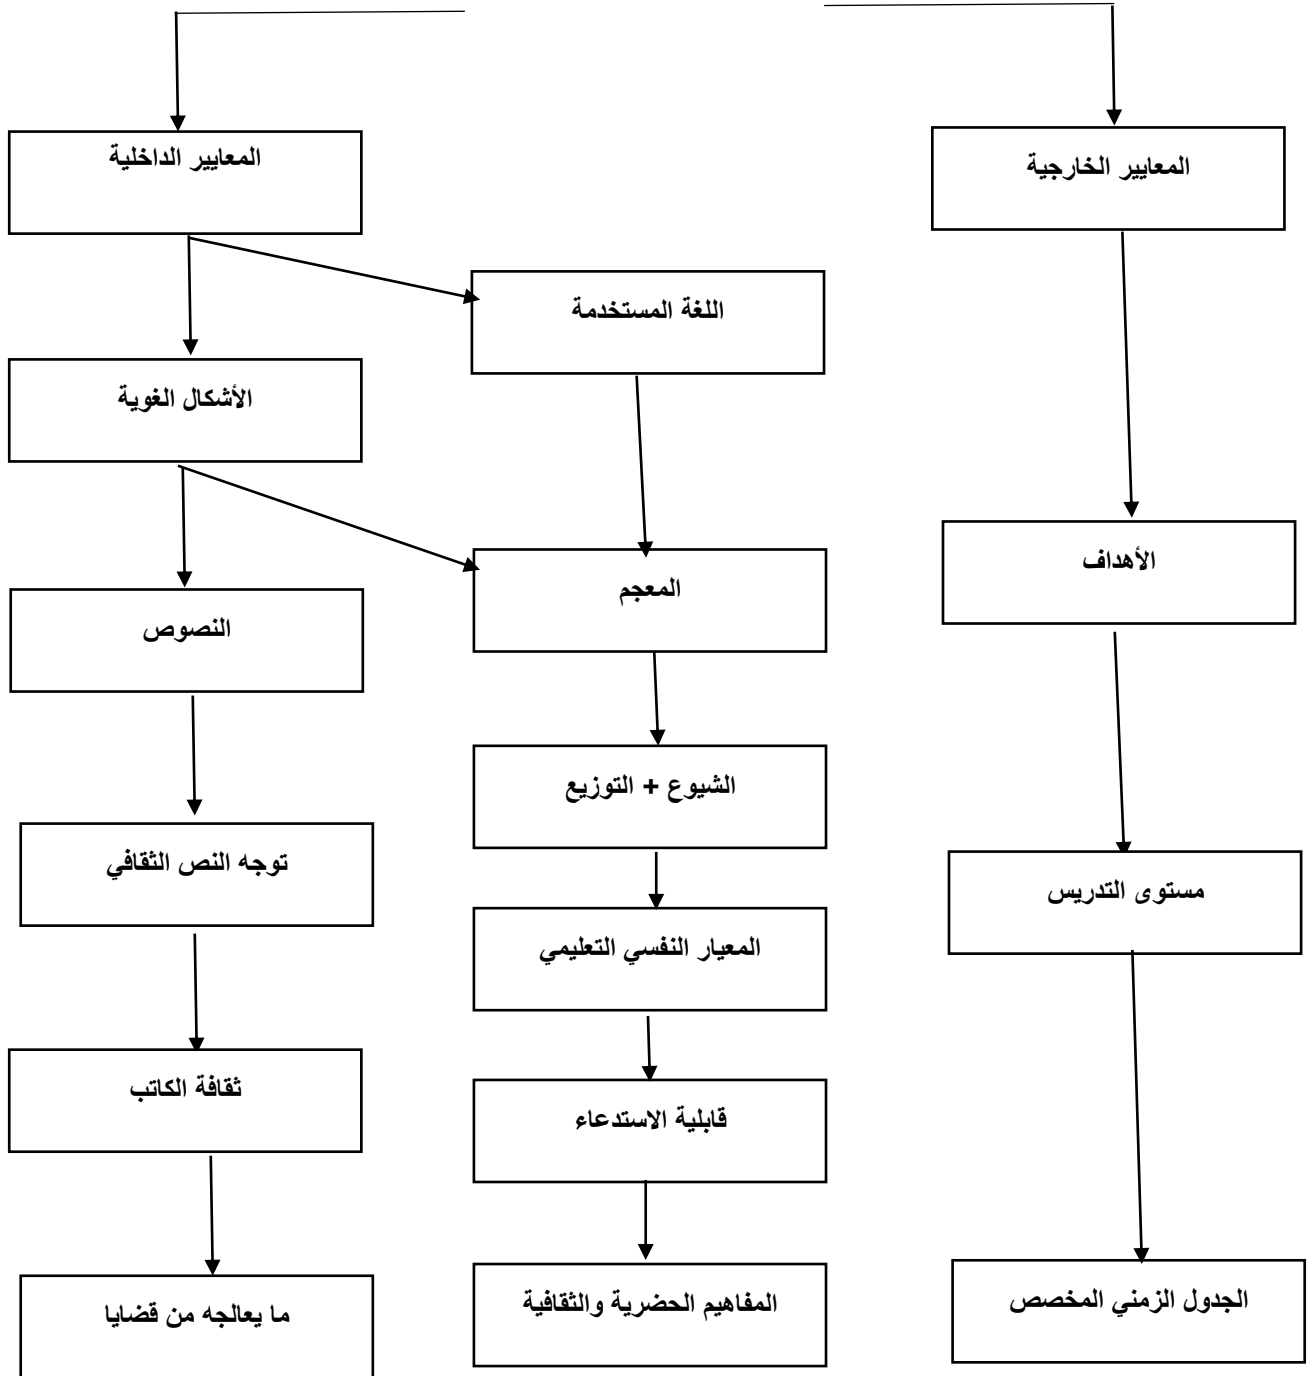 المعايير الخارجية
المعايير الداخلية
اللغة المستخدمة
الأشكال الغوية
الأهداف
المعجم
النصوص
الشيوع + التوزيع
توجه النص الثقافي
مستوى التدريس
المعيار النفسي التعليمي
ثقافة الكاتب
قابلية الاستدعاء
الجدول الزمني المخصص
المفاهيم الحضرية والثقافية
ما يعالجه من قضايا